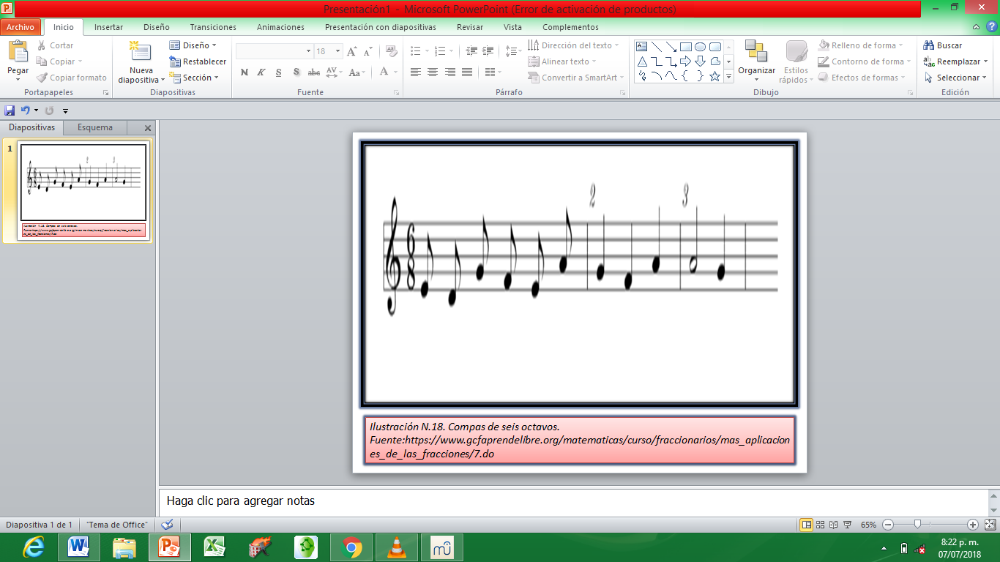 Presentación1 - Microsoft PowerPoint (Error de activación de productos)
Archivo Inicio Insertar Diseño Transiciones Animaciones Presentación con diapositivas Revisar Vista Complementos
Pegar
Cortar
Copiar
Copiar formato
Portapapeles
Nueva diapositiva
Diseño
Restablecer
Sección
Diapositivas
18
N K S S abc AV Aa A
Fuente
Dirección del texto
Alinear texto
Convertir a SmartArt
Párrafo
Organizar
Estilos rápidos
Relleno de forma
Contorno de forma
Efectos de formas
Dibujo
Buscar
Reemplazar
Seleccionar
Edición
Diapositivas Esquema
1
2 3
6
8
Ilustración N.18. Compas de seis octavos.
Fuente:https://www.gcfaprendelibre.org/matematicas/curso/fraccionarios/mas_aplicacion
es_de_las_fracciones/7.do
Haga clic para agregar notas
Diapositiva 1 de 1 "Tema de Office" 65%
8:22 p. m.
07/07/2018